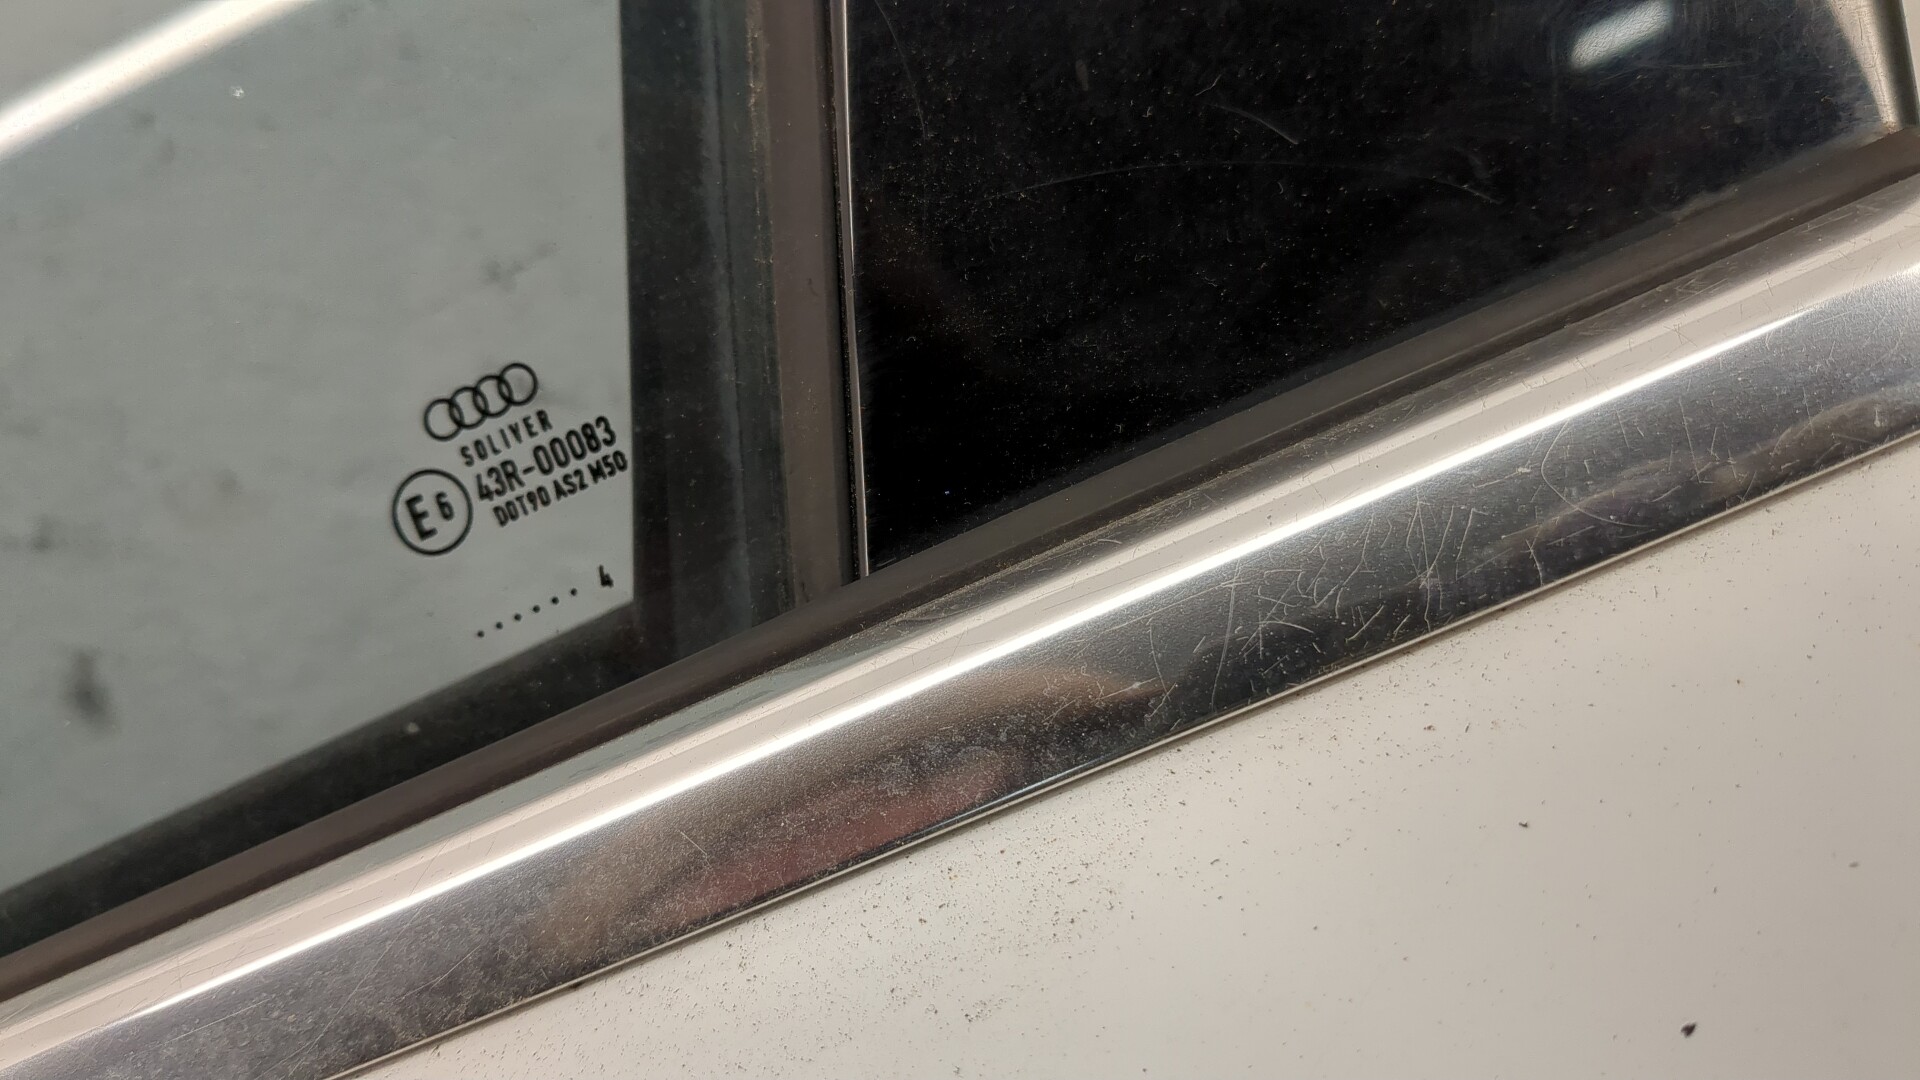 SOLIVER
43R-00083
E6
DOT90 AS2 M50
...... 4